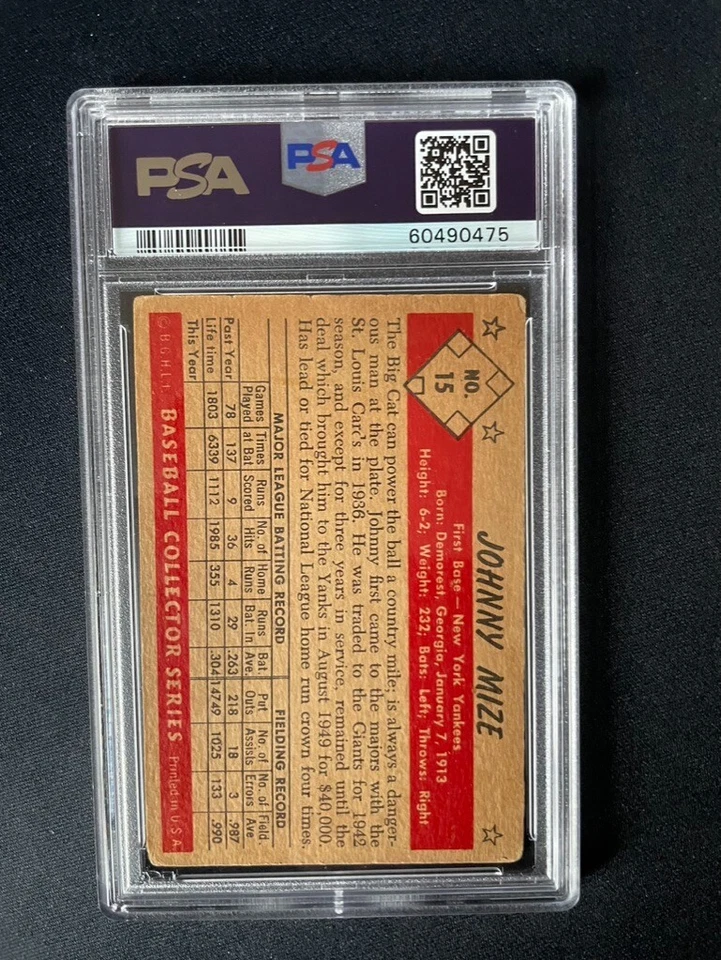 PSA
PSA
60490475
NO.
15
JOHNNY MIZE
First Base — New York Yankees
Born: Demorest, Georgia, January 7, 1913
Height: 6-2; Weight: 232; Bats: Left; Throws: Right
The Big Cat can power the ball a country mile; is always a danger-
ous man at the plate. Johnny first came to the majors with the
St. Louis Card's in 1936. He was traded to the Giants for 1942
season, and except for three years in service, remained until the
deal which brought him to the Yanks in August 1949 for $40,000.
Has lead or tied for National League home run crown four times.
MAJOR LEAGUE BATTING RECORD FIELDING RECORD
Games Times Runs No. of Home Runs Bat. Put No. of No. of Field
Played at Bat Scored Hits Runs Bat. In Ave. Outs Assists Errors Ave
Past Year 78 137 9 36 4 29 .263 218 18 3 .987
Life time 1803 6339 1112 1985 355 1310 .304 14749 1025 133 .990
This Year
© B.G.H.L.I. BASEBALL COLLECTOR SERIES Printed in U.S.A.